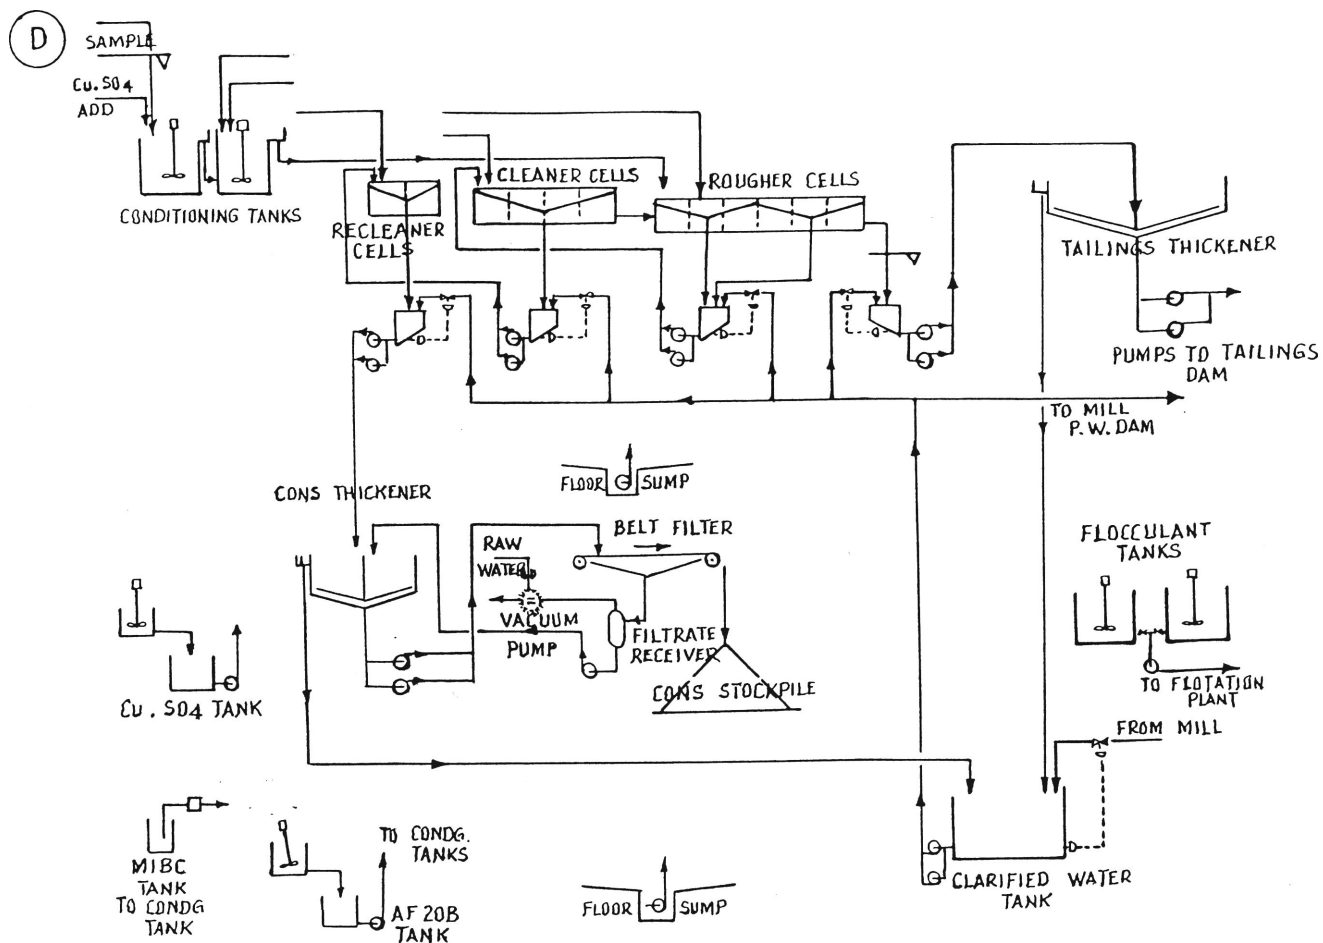 D
SAMPLE
Cu.SO4
ADD
CONDITIONING TANKS
RECLEANER
CELLS
CLEANER CELLS
ROUGHER CELLS
TAILINGS THICKENER
PUMPS TO TAILINGS
DAM
TO MILL
P.W. DAM
FLOOR SUMP
CONS THICKENER
BELT FILTER
RAW
WATER
VACUUM
PUMP
FILTRATE
RECEIVER
CONS STOCKPILE
FLOCCULANT
TANKS
TO FLOTATION
PLANT
FROM MILL
Cu.SO4 TANK
MIBC
TANK
TO CONDG
TANK
TO CONDG.
TANKS
AF 20B
TANK
FLOOR SUMP
CLARIFIED WATER
TANK